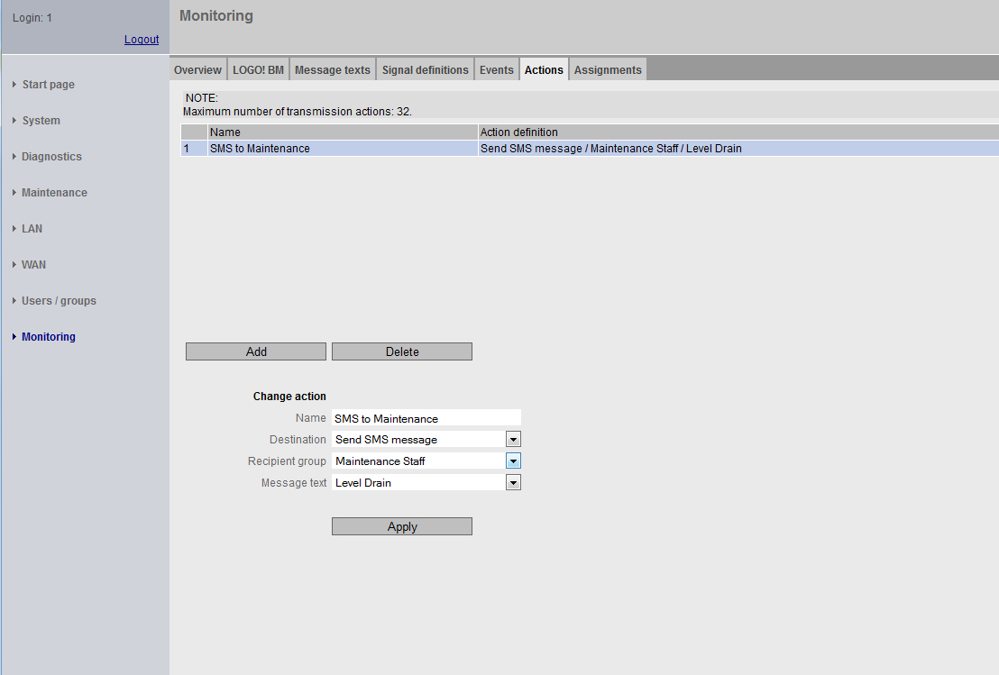 Login: 1
Logout
Start page
System
Diagnostics
Maintenance
LAN
WAN
Users / groups
Monitoring
Monitoring
Overview LOGO! BM Message texts Signal definitions Events Actions Assignments
NOTE:
Maximum number of transmission actions: 32.
Name Action definition
1 SMS to Maintenance Send SMS message / Maintenance Staff / Level Drain
Add Delete
Change action
Name SMS to Maintenance
Destination Send SMS message
Recipient group Maintenance Staff
Message text Level Drain
Apply